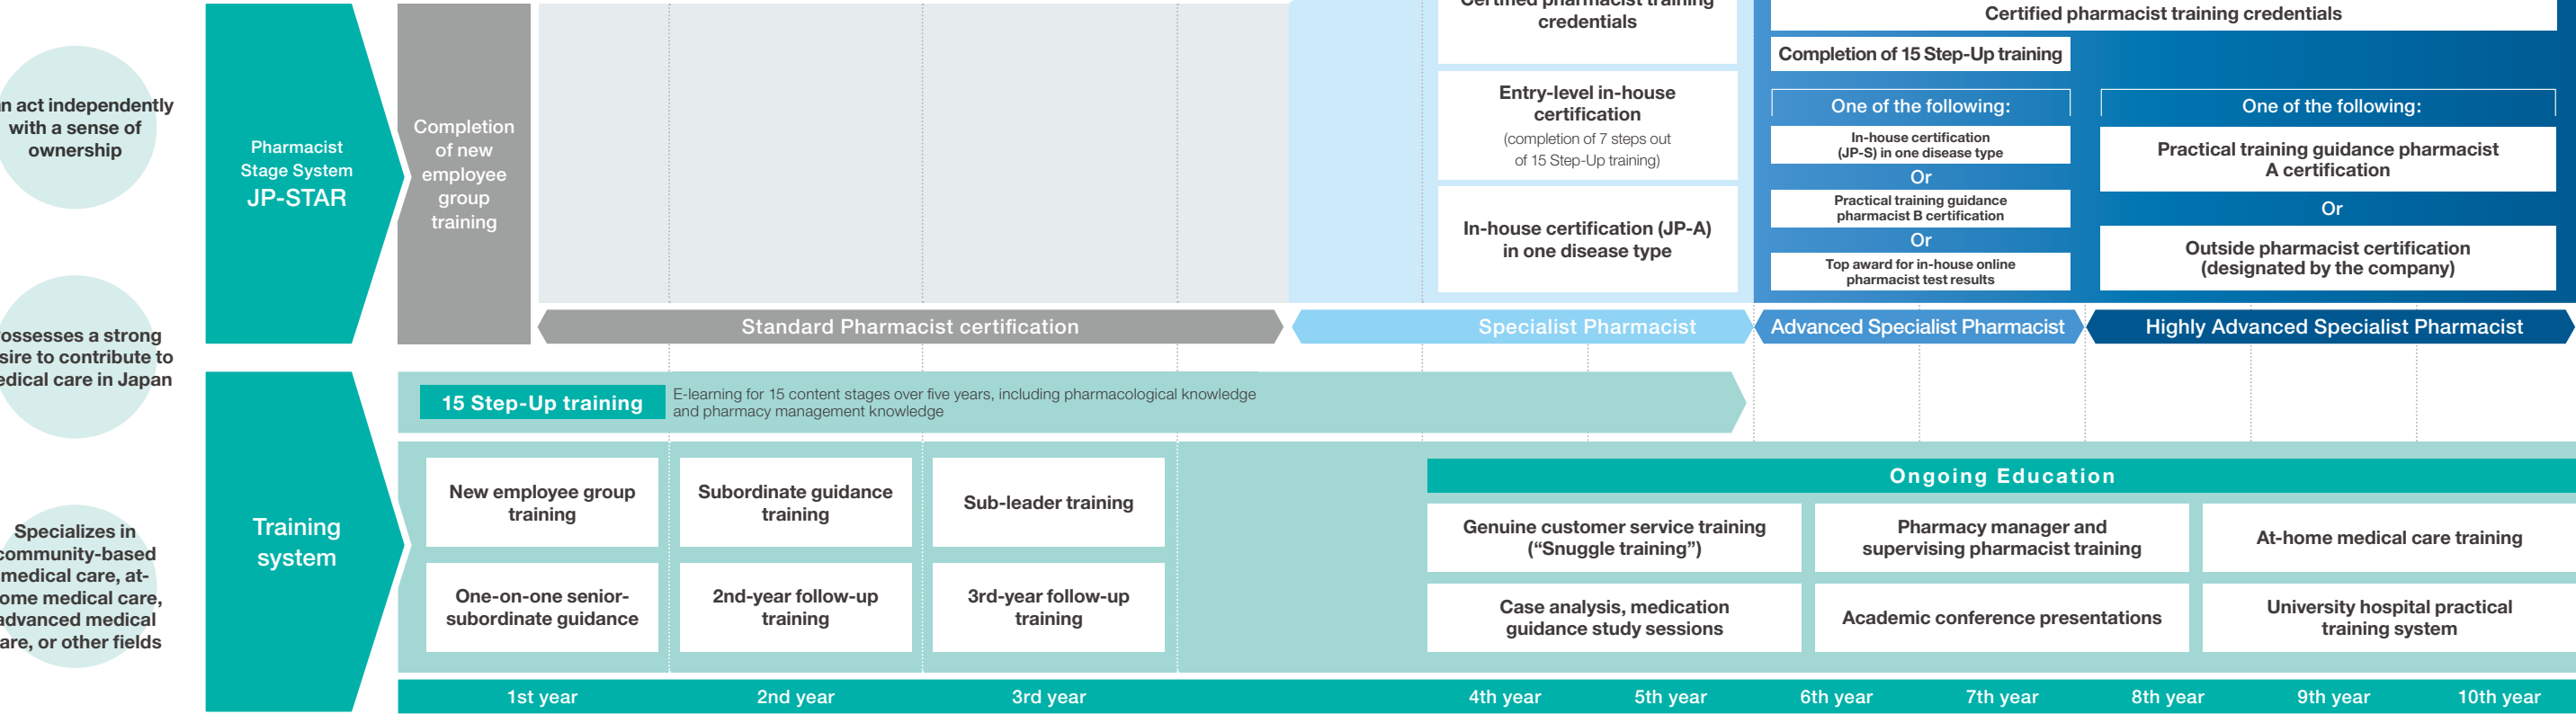 act independently
with a sense of
ownership
strong
to contribute to
care in Japan
Specializes in
medical care, at-
medical care,
medical
or other fields
Pharmacist
Stage System
JP-STAR
Completion
of new
employee
group
training
credentials
Entry-level in-house
certification
(completion of 7 steps out
of 15 Step-Up training)
In-house certification (JP-A)
in one disease type
Certified pharmacist training credentials
Completion of 15 Step-Up training
One of the following:
In-house certification
(JP-S) in one disease type
Or
Practical training guidance
pharmacist B certification
Or
Top award for in-house online
pharmacist test results
One of the following:
Practical training guidance pharmacist
A certification
Or
Outside pharmacist certification
(designated by the company)
Standard Pharmacist certification
Specialist Pharmacist
Advanced Specialist Pharmacist
Highly Advanced Specialist Pharmacist
Training
system
15 Step-Up training
E-learning for 15 content stages over five years, including pharmacological knowledge
and pharmacy management knowledge
New employee group
training
Subordinate guidance
training
Sub-leader training
One-on-one senior-
subordinate guidance
2nd-year follow-up
training
3rd-year follow-up
training
Ongoing Education
Genuine customer service training
(“Snuggle training”)
Pharmacy manager and
supervising pharmacist training
At-home medical care training
Case analysis, medication
guidance study sessions
Academic conference presentations
University hospital practical
training system
1st year
2nd year
3rd year
4th year
5th year
6th year
7th year
8th year
9th year
10th year